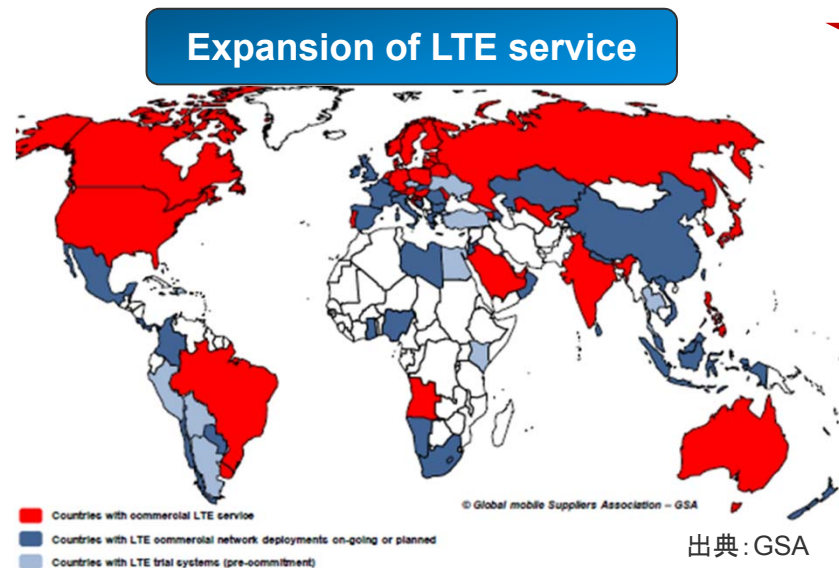 Expansion of LTE service
© Global mobile Suppliers Association – GSA
Countries with commercial LTE service
Countries with LTE commercial network deployments on-going or planned
Countries with LTE trial systems (pre-commitment)
出典：GSA